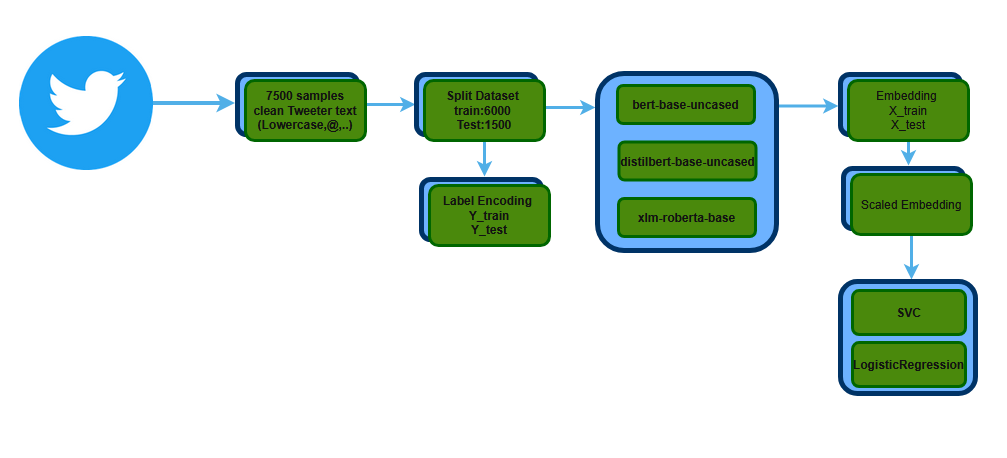 7500 samples
clean Tweeter text
(Lowercase,@,..)
Split Dataset
train:6000
Test:1500
Label Encoding
Y_train
Y_test
bert-base-uncased
distilbert-base-uncased
xlm-roberta-base
Embedding
X_train
X_test
Scaled Embedding
SVC
LogisticRegression